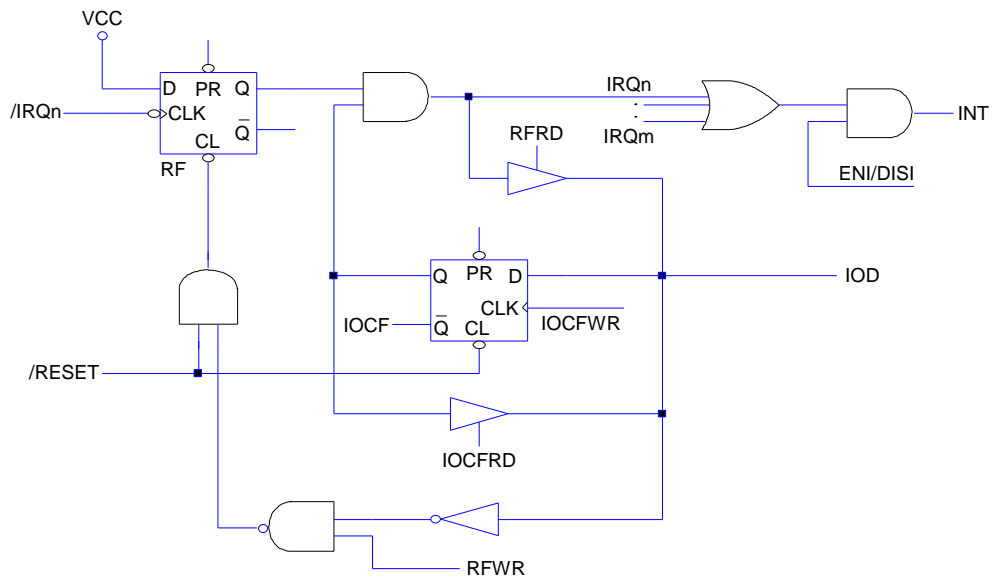 VCC
D
PR
Q
/IRQn
CLK
Q
CL
RF
IRQn
:
IRQm
INT
RFRD
ENI/DISI
Q
PR
D
IOD
CLK
IOCF
Q
CL
IOCFWR
/RESET
IOCFRD
RFWR